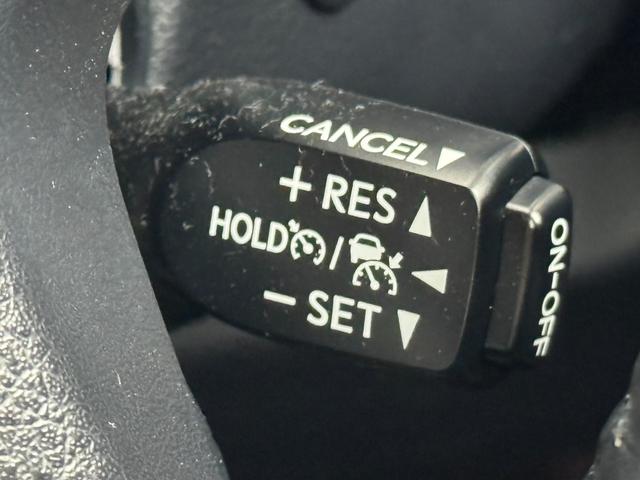 CANCEL▼
+ RES ▲
HOLD / ◀
− SET ▼
ON-OFF